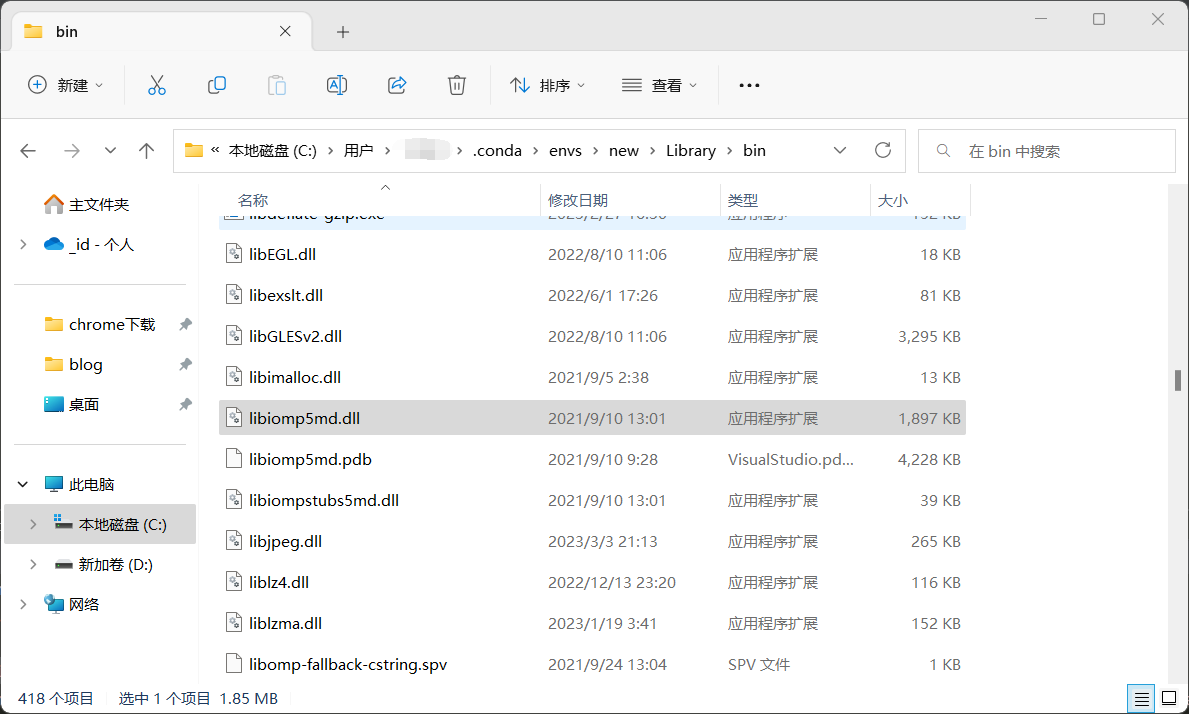 bin
新建 排序 查看
« 本地磁盘 (C:) › 用户 › › .conda › envs › new › Library › bin
在 bin 中搜索
主文件夹
_id - 个人
chrome下载
blog
桌面
此电脑
本地磁盘 (C:)
新加卷 (D:)
网络
名称 修改日期 类型 大小
libdeflate-gzip.exe
libEGL.dll 2022/8/10 11:06 应用程序扩展 18 KB
libexslt.dll 2022/6/1 17:26 应用程序扩展 81 KB
libGLESv2.dll 2022/8/10 11:06 应用程序扩展 3,295 KB
libimalloc.dll 2021/9/5 2:38 应用程序扩展 13 KB
libiomp5md.dll 2021/9/10 13:01 应用程序扩展 1,897 KB
libiomp5md.pdb 2021/9/10 9:28 VisualStudio.pd... 4,228 KB
libiompstubs5md.dll 2021/9/10 13:01 应用程序扩展 39 KB
libjpeg.dll 2023/3/3 21:13 应用程序扩展 265 KB
liblz4.dll 2022/12/13 23:20 应用程序扩展 116 KB
liblzma.dll 2023/1/19 3:41 应用程序扩展 152 KB
libomp-fallback-cstring.spv 2021/9/24 13:04 SPV 文件 1 KB
418 个项目 选中 1 个项目 1.85 MB